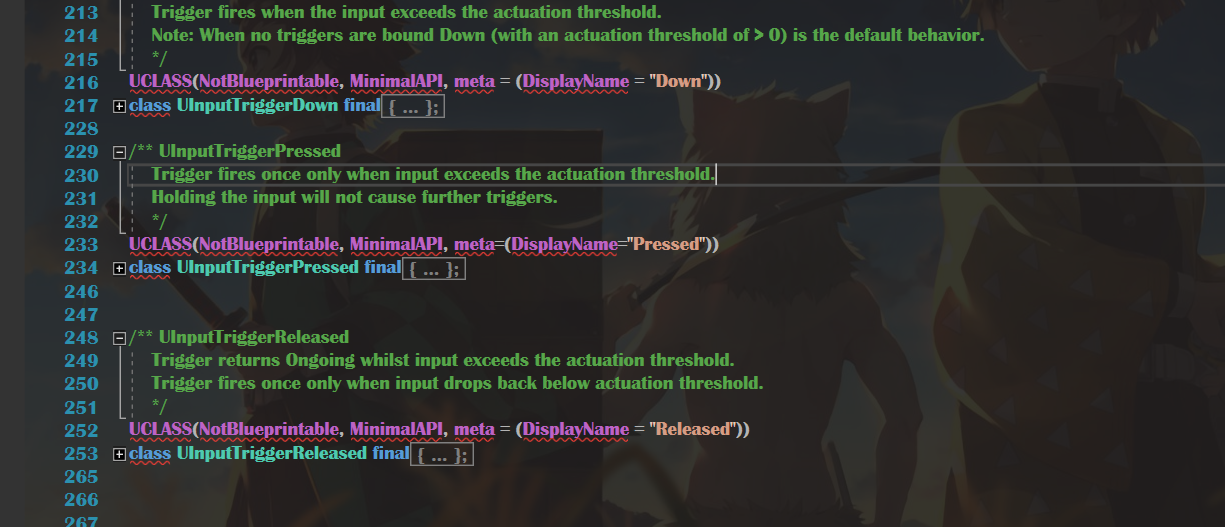 213 Trigger fires when the input exceeds the actuation threshold.
214 Note: When no triggers are bound Down (with an actuation threshold of > 0) is the default behavior.
215 */
216 UCLASS(NotBlueprintable, MinimalAPI, meta = (DisplayName = "Down"))
217 class UInputTriggerDown final{ ... };
228
229 /** UInputTriggerPressed
230 Trigger fires once only when input exceeds the actuation threshold.
231 Holding the input will not cause further triggers.
232 */
233 UCLASS(NotBlueprintable, MinimalAPI, meta=(DisplayName="Pressed"))
234 class UInputTriggerPressed final{ ... };
246
247
248 /** UInputTriggerReleased
249 Trigger returns Ongoing whilst input exceeds the actuation threshold.
250 Trigger fires once only when input drops back below actuation threshold.
251 */
252 UCLASS(NotBlueprintable, MinimalAPI, meta = (DisplayName = "Released"))
253 class UInputTriggerReleased final{ ... };
265
266
267